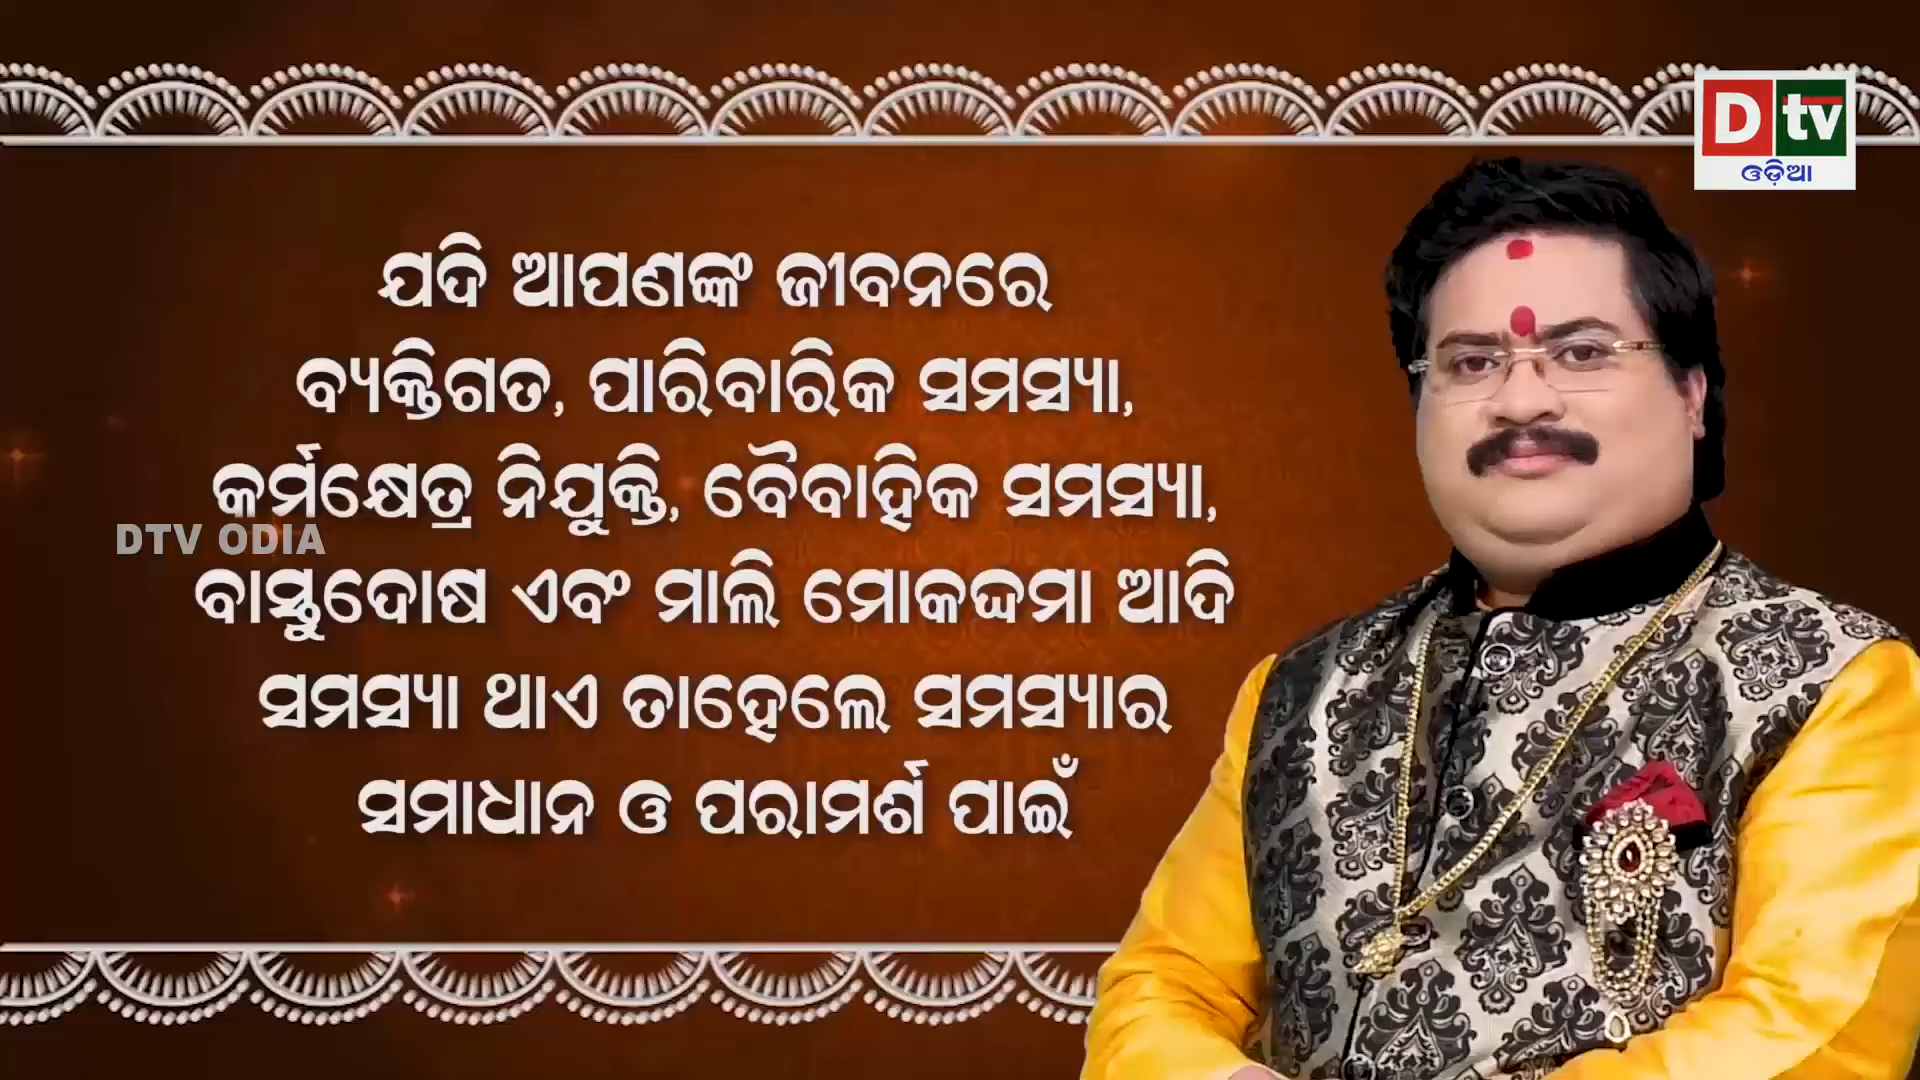 D tv
ଓଡ଼ିଆ
ଯଦି ଆପଣଙ୍କ ଜୀବନରେ
ବ୍ୟକ୍ତିଗତ, ପାରିବାରିକ ସମସ୍ୟା,
କର୍ମକ୍ଷେତ୍ର ନିଯୁକ୍ତି, ବୈବାହିକ ସମସ୍ୟା,
DTV ODIA
ବାସ୍ତୁଦୋଷ ଏବଂ ମାଲି ମୋକଦ୍ଦମା ଆଦି
ସମସ୍ୟା ଥାଏ ତାହେଲେ ସମସ୍ୟାର
ସମାଧାନ ଓ ପରାମର୍ଶ ପାଇଁ